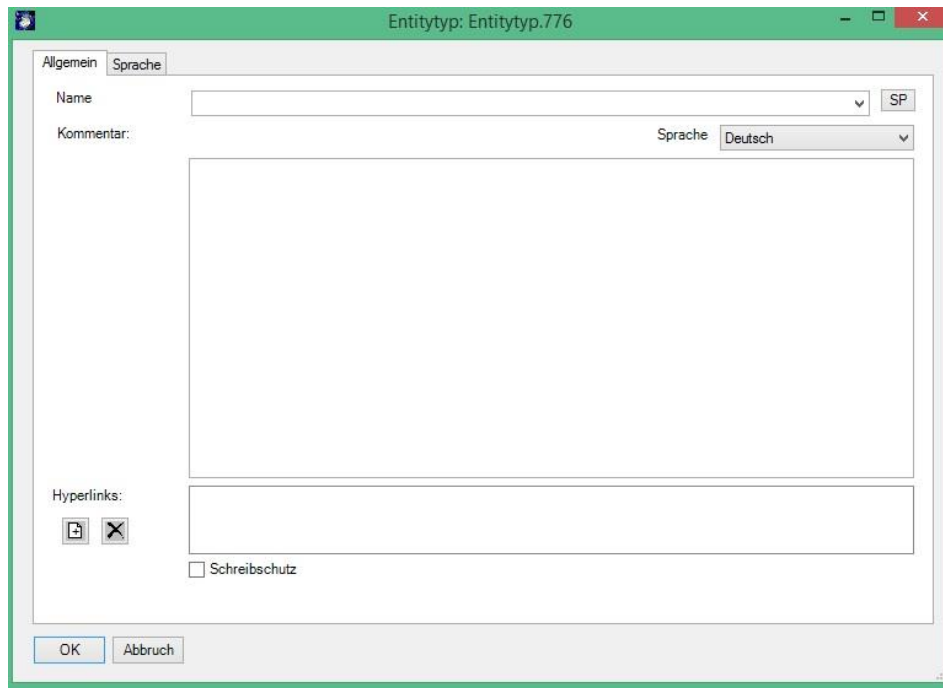 Entitytyp: Entitytyp.776
Allgemein Sprache
Name SP
Kommentar: Sprache Deutsch
Hyperlinks:
Schreibschutz
OK Abbruch